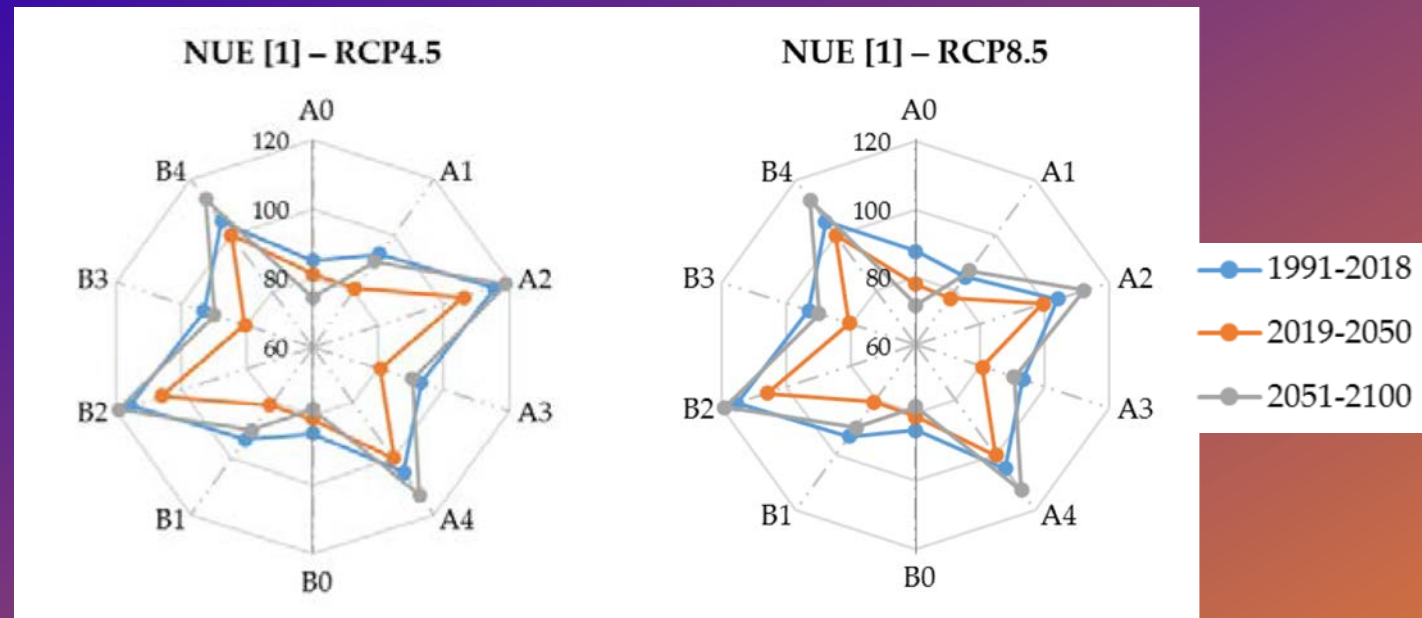 NUE [1] – RCP4.5
A0
120
B4
A1
100
B3
80
A2
60
B2
A3
B1
A4
B0
NUE [1] – RCP8.5
A0
120
B4
A1
100
B3
80
A2
60
B2
A3
B1
A4
B0
1991-2018
2019-2050
2051-2100